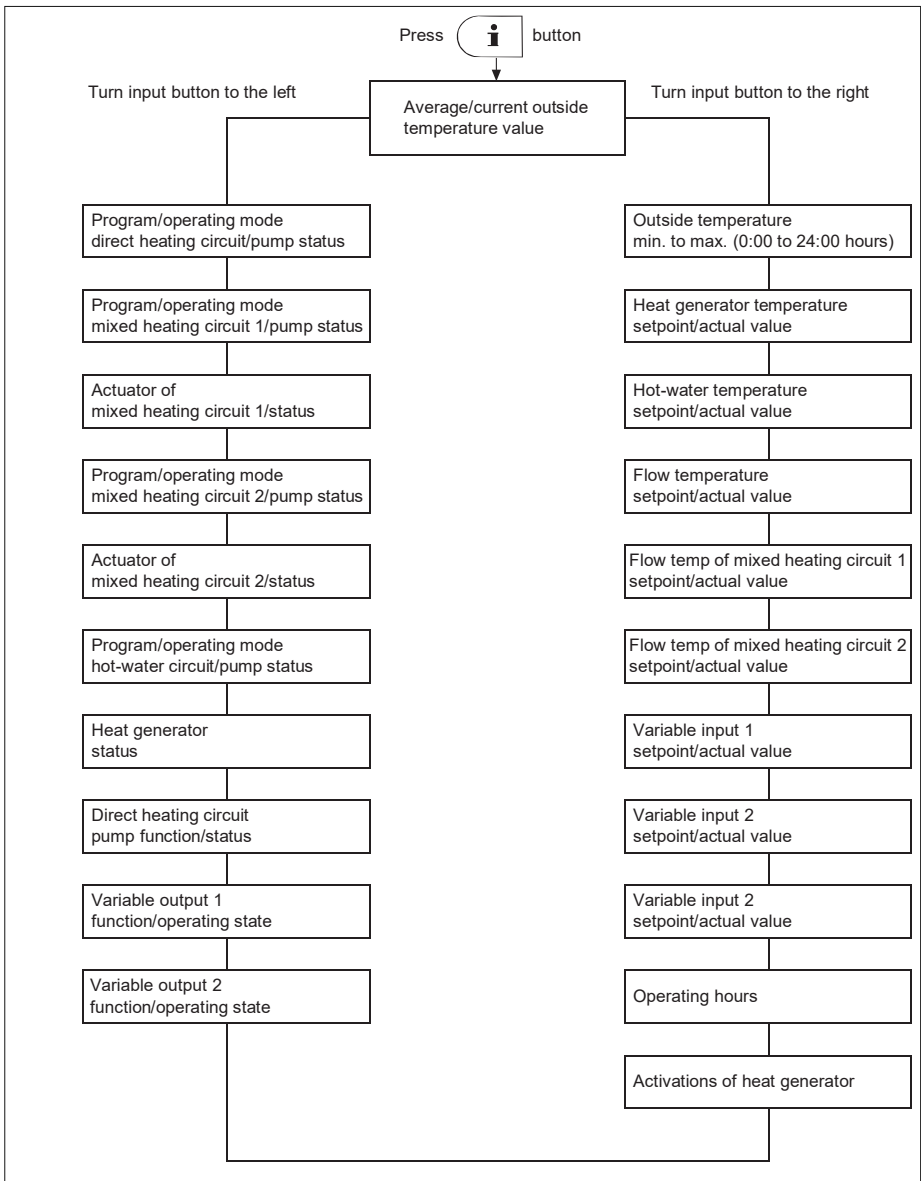 Press i button
Turn input button to the left
Average/current outside
temperature value
Turn input button to the right
Program/operating mode
direct heating circuit/pump status
Program/operating mode
mixed heating circuit 1/pump status
Actuator of
mixed heating circuit 1/status
Program/operating mode
mixed heating circuit 2/pump status
Actuator of
mixed heating circuit 2/status
Program/operating mode
hot-water circuit/pump status
Heat generator
status
Direct heating circuit
pump function/status
Variable output 1
function/operating state
Variable output 2
function/operating state
Outside temperature
min. to max. (0:00 to 24:00 hours)
Heat generator temperature
setpoint/actual value
Hot-water temperature
setpoint/actual value
Flow temperature
setpoint/actual value
Flow temp of mixed heating circuit 1
setpoint/actual value
Flow temp of mixed heating circuit 2
setpoint/actual value
Variable input 1
setpoint/actual value
Variable input 2
setpoint/actual value
Variable input 2
setpoint/actual value
Operating hours
Activations of heat generator